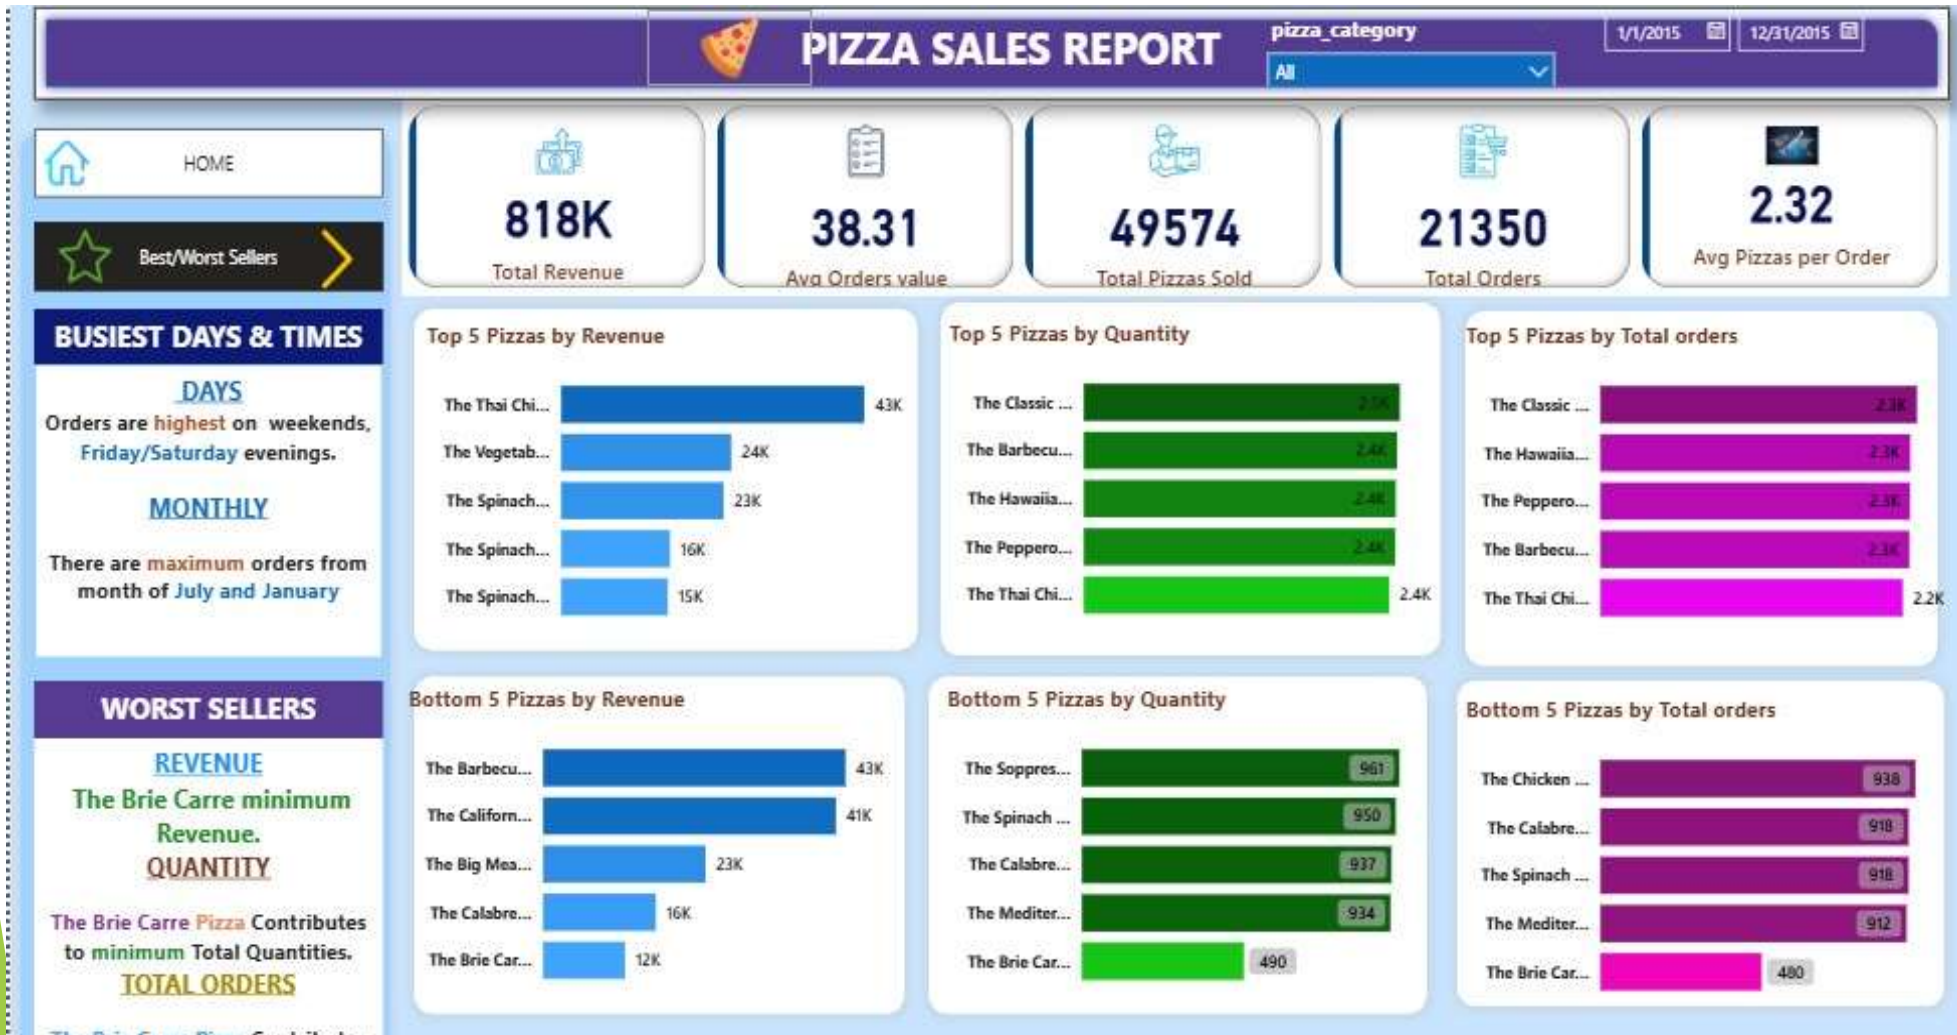 PIZZA SALES REPORT
pizza_category
All
1/1/2015
12/31/2015
HOME
Best/Worst Sellers
818K
Total Revenue
38.31
Avg Orders value
49574
Total Pizzas Sold
21350
Total Orders
2.32
Avg Pizzas per Order
BUSIEST DAYS & TIMES
DAYS
Orders are highest on weekends,
Friday/Saturday evenings.
MONTHLY
There are maximum orders from
month of July and January
WORST SELLERS
REVENUE
The Brie Carre minimum
Revenue.
QUANTITY
The Brie Carre Pizza Contributes
to minimum Total Quantities.
TOTAL ORDERS
Top 5 Pizzas by Revenue
The Thai Chi... 43K
The Vegetab... 24K
The Spinach... 23K
The Spinach... 16K
The Spinach... 15K
Top 5 Pizzas by Quantity
The Classic ...
The Barbecu... 2.4K
The Hawaiia... 2.4K
The Peppero... 2.4K
The Thai Chi... 2.4K
Top 5 Pizzas by Total orders
The Classic ... 2.3K
The Hawaiia... 2.3K
The Peppero... 2.3K
The Barbecu... 2.3K
The Thai Chi... 2.2K
Bottom 5 Pizzas by Revenue
The Barbecu... 43K
The Californ... 41K
The Big Mea... 23K
The Calabre... 16K
The Brie Car... 12K
Bottom 5 Pizzas by Quantity
The Soppres... 961
The Spinach ... 950
The Calabre... 937
The Mediter... 934
The Brie Car... 490
Bottom 5 Pizzas by Total orders
The Chicken ... 938
The Calabre... 918
The Spinach ... 918
The Mediter... 912
The Brie Car... 480